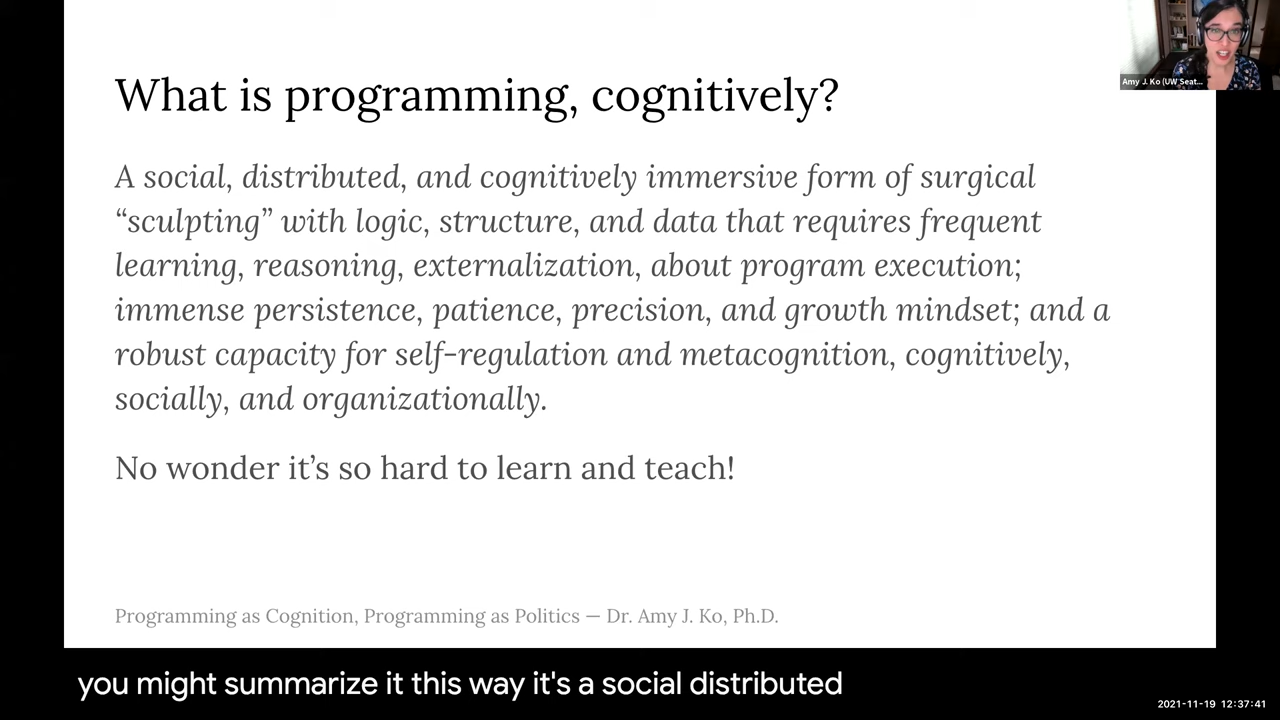 Amy J. Ko (UW Seat...
What is programming, cognitively?
A social, distributed, and cognitively immersive form of surgical
“sculpting” with logic, structure, and data that requires frequent
learning, reasoning, externalization, about program execution;
immense persistence, patience, precision, and growth mindset; and a
robust capacity for self-regulation and metacognition, cognitively,
socially, and organizationally.
No wonder it’s so hard to learn and teach!
Programming as Cognition, Programming as Politics — Dr. Amy J. Ko, Ph.D.
you might summarize it this way it's a social distributed
2021-11-19 12:37:41